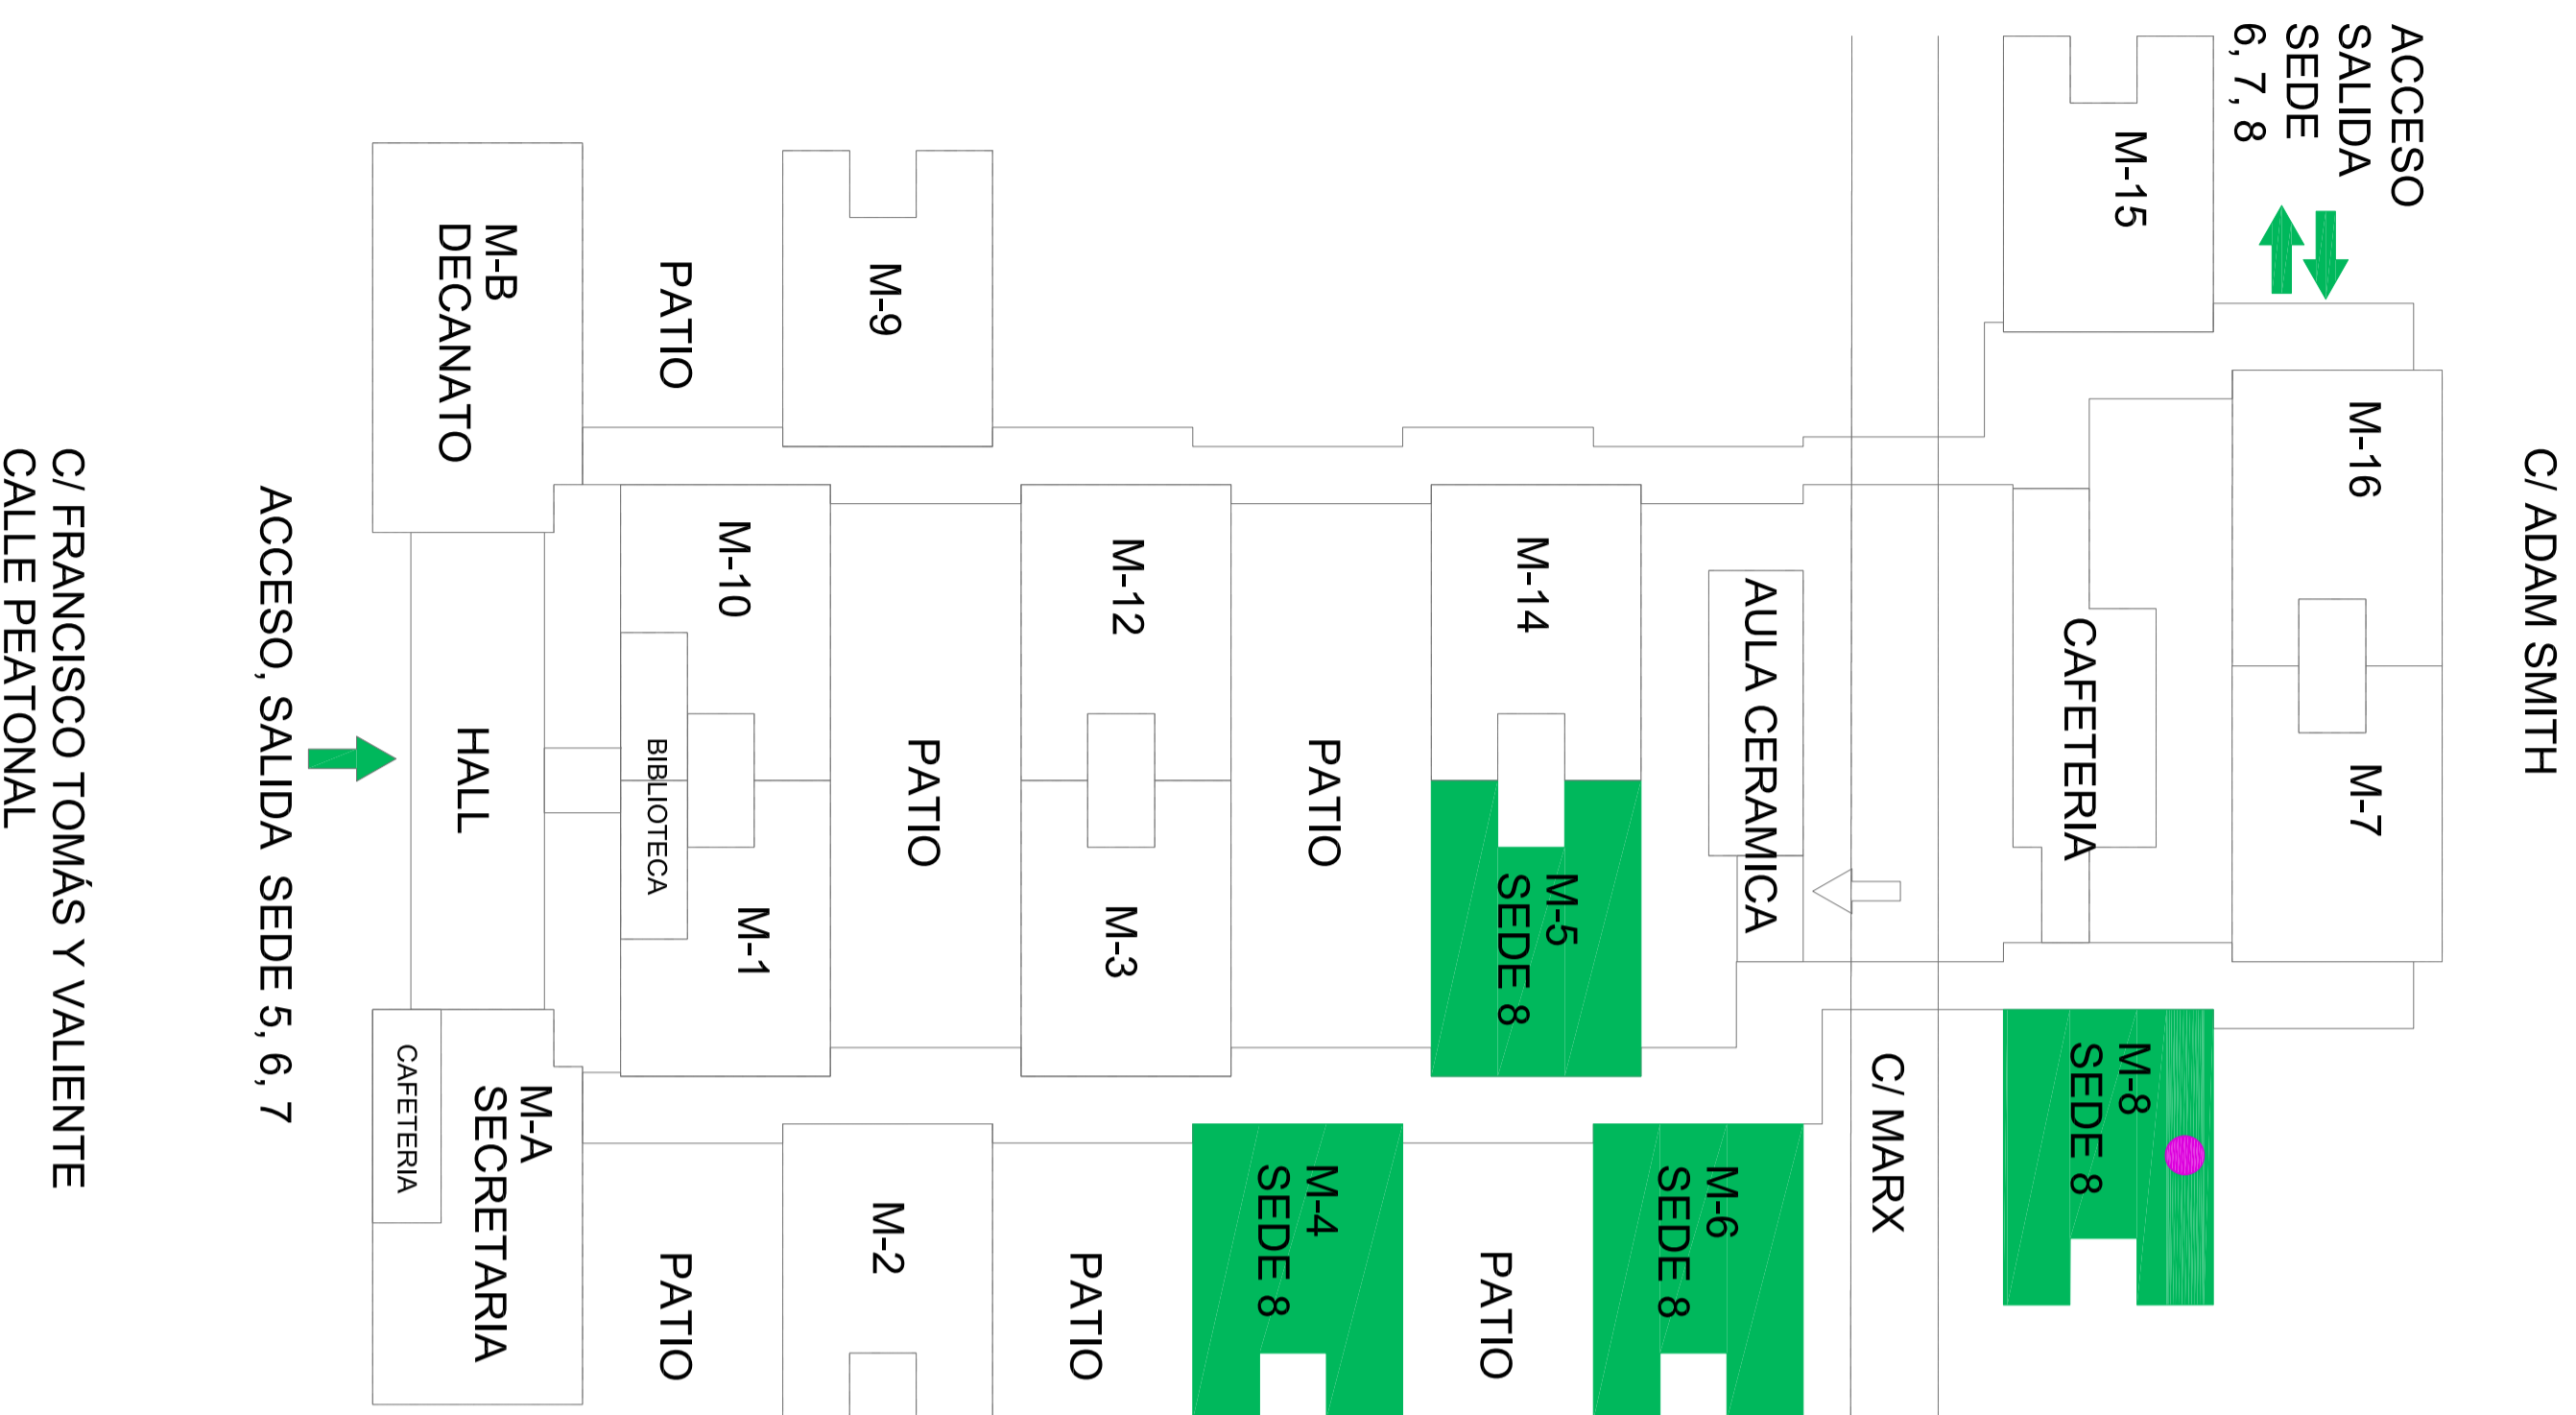 C/ ADAM SMITH
ACCESO
SALIDA
SEDE
6, 7, 8
M-16
M-7
M-15
CAFETERIA
M-8
SEDE 8
C/ MARX
AULA CERAMICA
M-14
M-5
SEDE 8
M-6
SEDE 8
PATIO
PATIO
M-4
SEDE 8
M-12
M-3
PATIO
M-9
PATIO
M-2
M-10
M-1
BIBLIOTECA
PATIO
PATIO
M-B
DECANATO
HALL
M-A
SECRETARIA
CAFETERIA
ACCESO, SALIDA SEDE 5, 6, 7
C/ FRANCISCO TOMÁS Y VALIENTE
CALLE PEATONAL